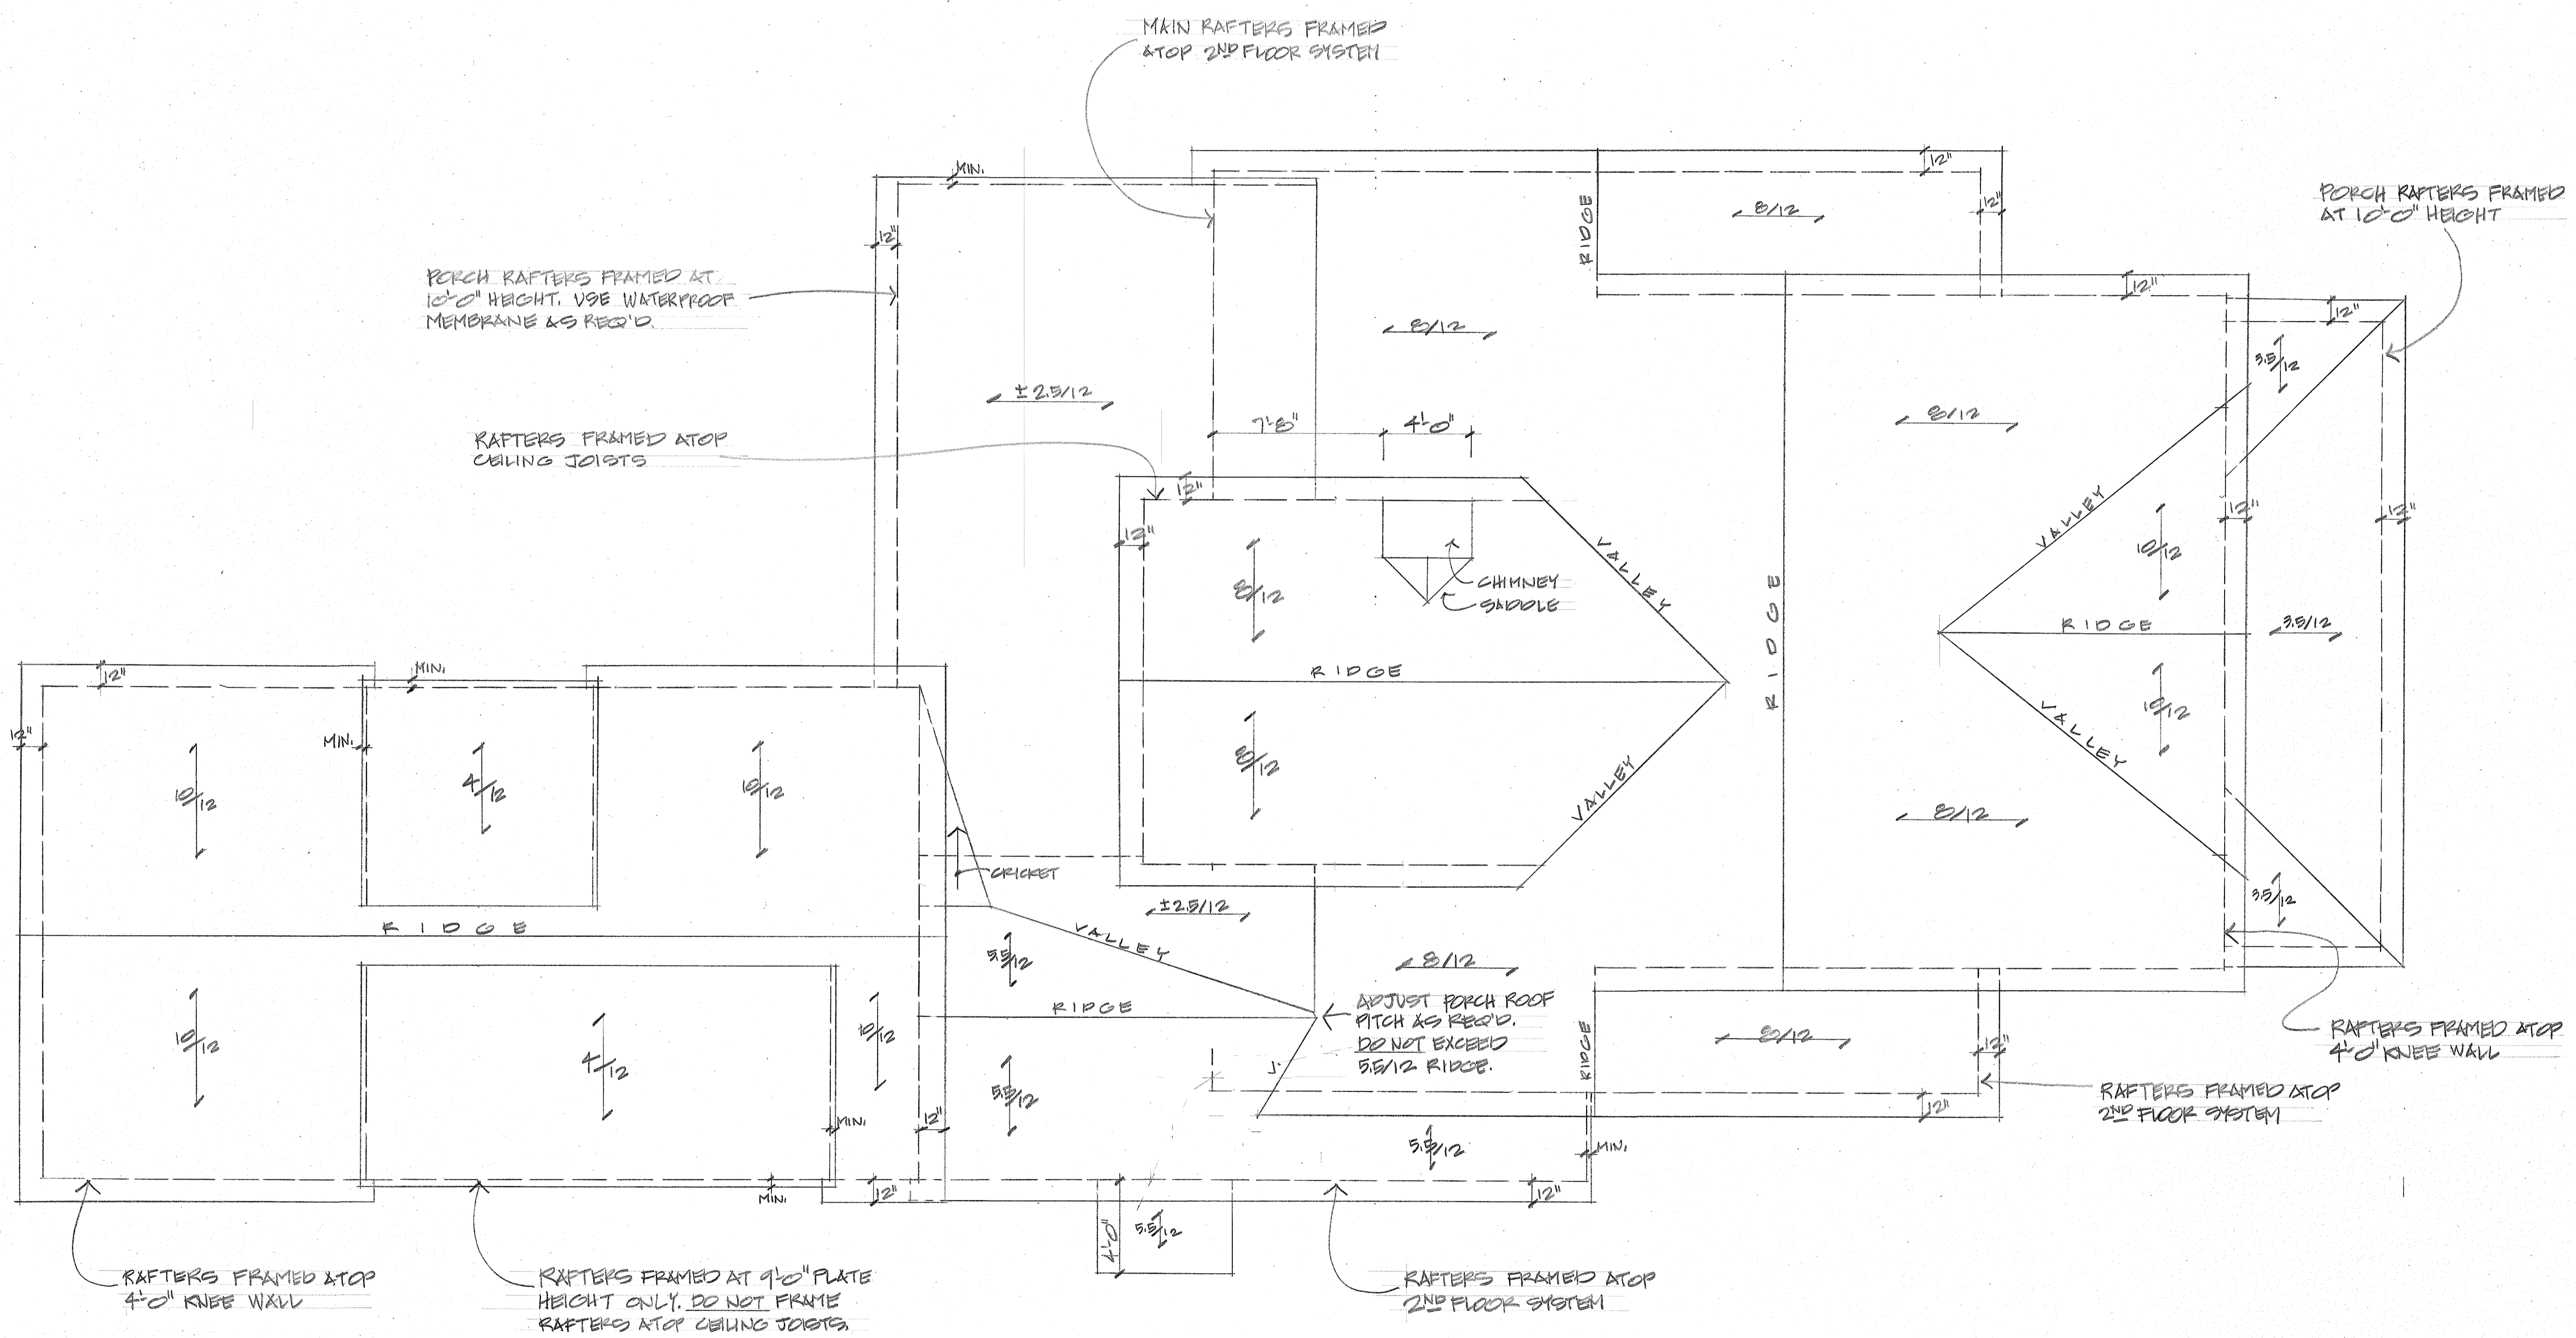 MAIN RAFTERS FRAMED
ATOP 2ND FLOOR SYSTEM
MIN.
12"
12"
8/12
12"
RIDGE
PORCH RAFTERS FRAMED
AT 10'-0" HEIGHT
PORCH RAFTERS FRAMED AT
10'-0" HEIGHT. USE WATERPROOF
MEMBRANE AS REQ'D.
12"
12"
8/12
3.5/12
± 2.5/12
8/12
7'-8"
4'-0"
RAFTERS FRAMED ATOP
CEILING JOISTS
12"
12"
VALLEY
VALLEY
12"
12"
10/12
8/12
CHIMNEY
SADDLE
RIDGE
RIDGE
3.5/12
RIDGE
12"
MIN.
12"
MIN.
10/12
4/12
10/12
8/12
VALLEY
10/12
VALLEY
8/12
CRICKET
±2.5/12
3.5/12
RIDGE
VALLEY
5.5/12
8/12
RIDGE
ADJUST PORCH ROOF
PITCH AS REQ'D.
DO NOT EXCEED
5.5/12 RIDGE.
RIDGE
8/12
12"
RAFTERS FRAMED ATOP
4'-0" KNEE WALL
10/12
4/12
10/12
5.5/12
MIN.
12"
12"
RAFTERS FRAMED ATOP
2ND FLOOR SYSTEM
5.5/12
MIN.
MIN.
12"
12"
4'-0"
5.5/12
RAFTERS FRAMED ATOP
4'-0" KNEE WALL
RAFTERS FRAMED AT 9'-0" PLATE
HEIGHT ONLY. DO NOT FRAME
RAFTERS ATOP CEILING JOISTS.
RAFTERS FRAMED ATOP
2ND FLOOR SYSTEM